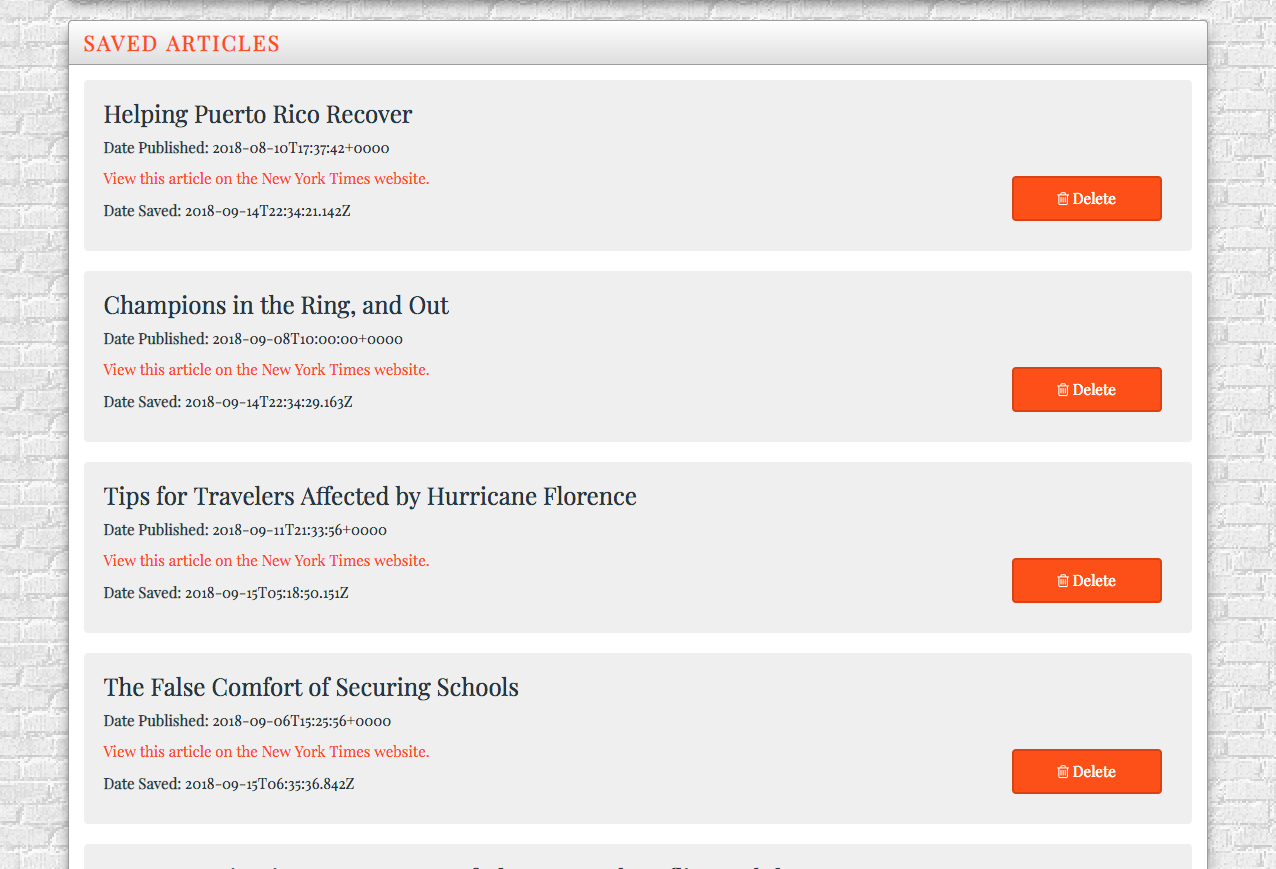 SAVED ARTICLES
Helping Puerto Rico Recover
Date Published: 2018-08-10T17:37:42+0000
View this article on the New York Times website.
Date Saved: 2018-09-14T22:34:21.142Z
Delete
Champions in the Ring, and Out
Date Published: 2018-09-08T10:00:00+0000
View this article on the New York Times website.
Date Saved: 2018-09-14T22:34:29.163Z
Delete
Tips for Travelers Affected by Hurricane Florence
Date Published: 2018-09-11T21:33:56+0000
View this article on the New York Times website.
Date Saved: 2018-09-15T05:18:50.151Z
Delete
The False Comfort of Securing Schools
Date Published: 2018-09-06T15:25:56+0000
View this article on the New York Times website.
Date Saved: 2018-09-15T06:35:36.842Z
Delete